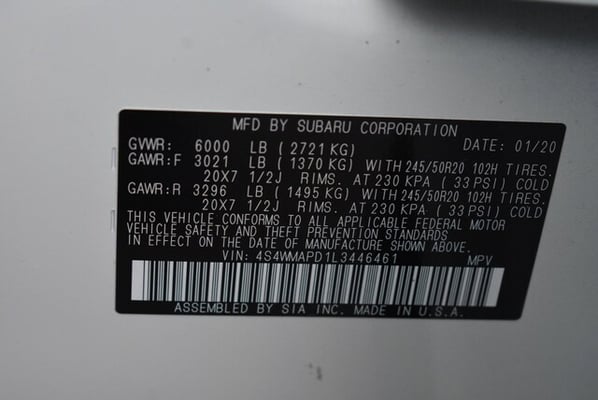 MFD BY SUBARU CORPORATION
GVWR: 6000 LB ( 2721 KG) DATE: 01/20
GAWR:F 3021 LB ( 1370 KG) WITH 245/50R20 102H TIRES.
20X7 1/2J RIMS. AT 230 KPA ( 33 PSI) COLD
GAWR:R 3296 LB ( 1495 KG) WITH 245/50R20 102H TIRES.
20X7 1/2J RIMS. AT 230 KPA ( 33 PSI) COLD
THIS VEHICLE CONFORMS TO ALL APPLICABLE FEDERAL MOTOR
VEHICLE SAFETY AND THEFT PREVENTION STANDARDS
IN EFFECT ON THE DATE OF MANUFACTURE SHOWN ABOVE.
VIN: 4S4WMAPD1L3446461 MPV
ASSEMBLED BY SIA INC. MADE IN U.S.A.